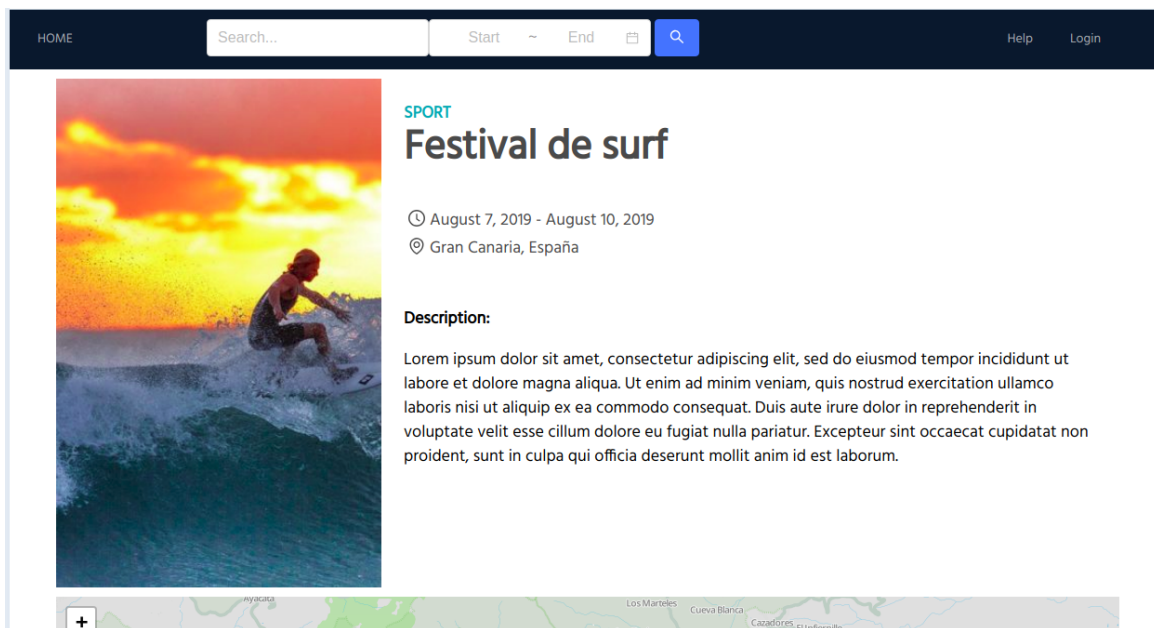 HOME
Search...
Start ~ End
Help
Login
SPORT
Festival de surf
August 7, 2019 - August 10, 2019
Gran Canaria, España
Description:
Lorem ipsum dolor sit amet, consectetur adipiscing elit, sed do eiusmod tempor incididunt ut
labore et dolore magna aliqua. Ut enim ad minim veniam, quis nostrud exercitation ullamco
laboris nisi ut aliquip ex ea commodo consequat. Duis aute irure dolor in reprehenderit in
voluptate velit esse cillum dolore eu fugiat nulla pariatur. Excepteur sint occaecat cupidatat non
proident, sunt in culpa qui officia deserunt mollit anim id est laborum.
+
Ayacata
Los Marteles
Cueva Blanca
Cazadores